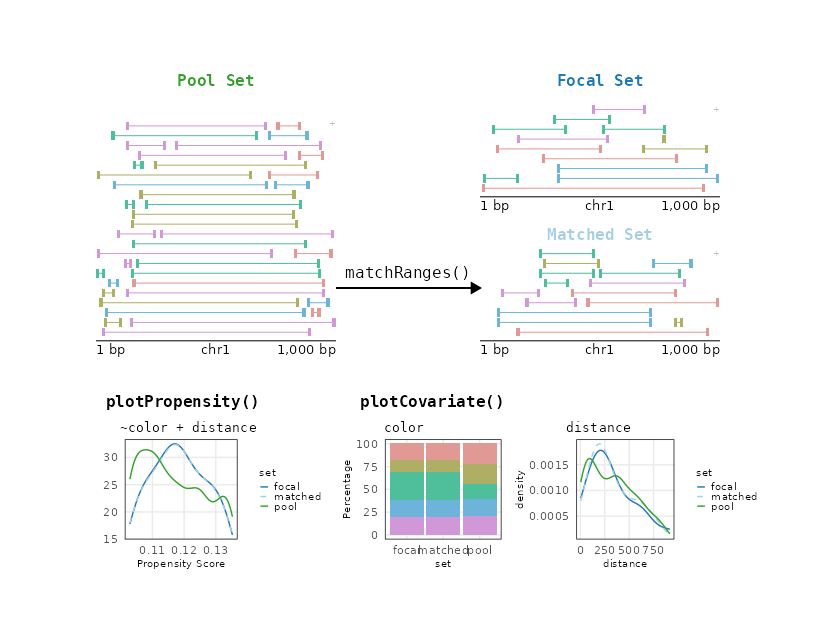 Pool Set
Focal Set
1 bp chr1 1,000 bp
Matched Set
matchRanges()
1 bp chr1 1,000 bp
1 bp chr1 1,000 bp
plotPropensity()
plotCovariate()
~color + distance
30
25
20
15
0.11 0.12 0.13
Propensity Score
set
focal
matched
pool
color
Percentage
100
75
50
25
0
focal matched pool
set
distance
density
0.0015
0.0010
0.0005
0 250 500 750
distance
set
focal
matched
pool